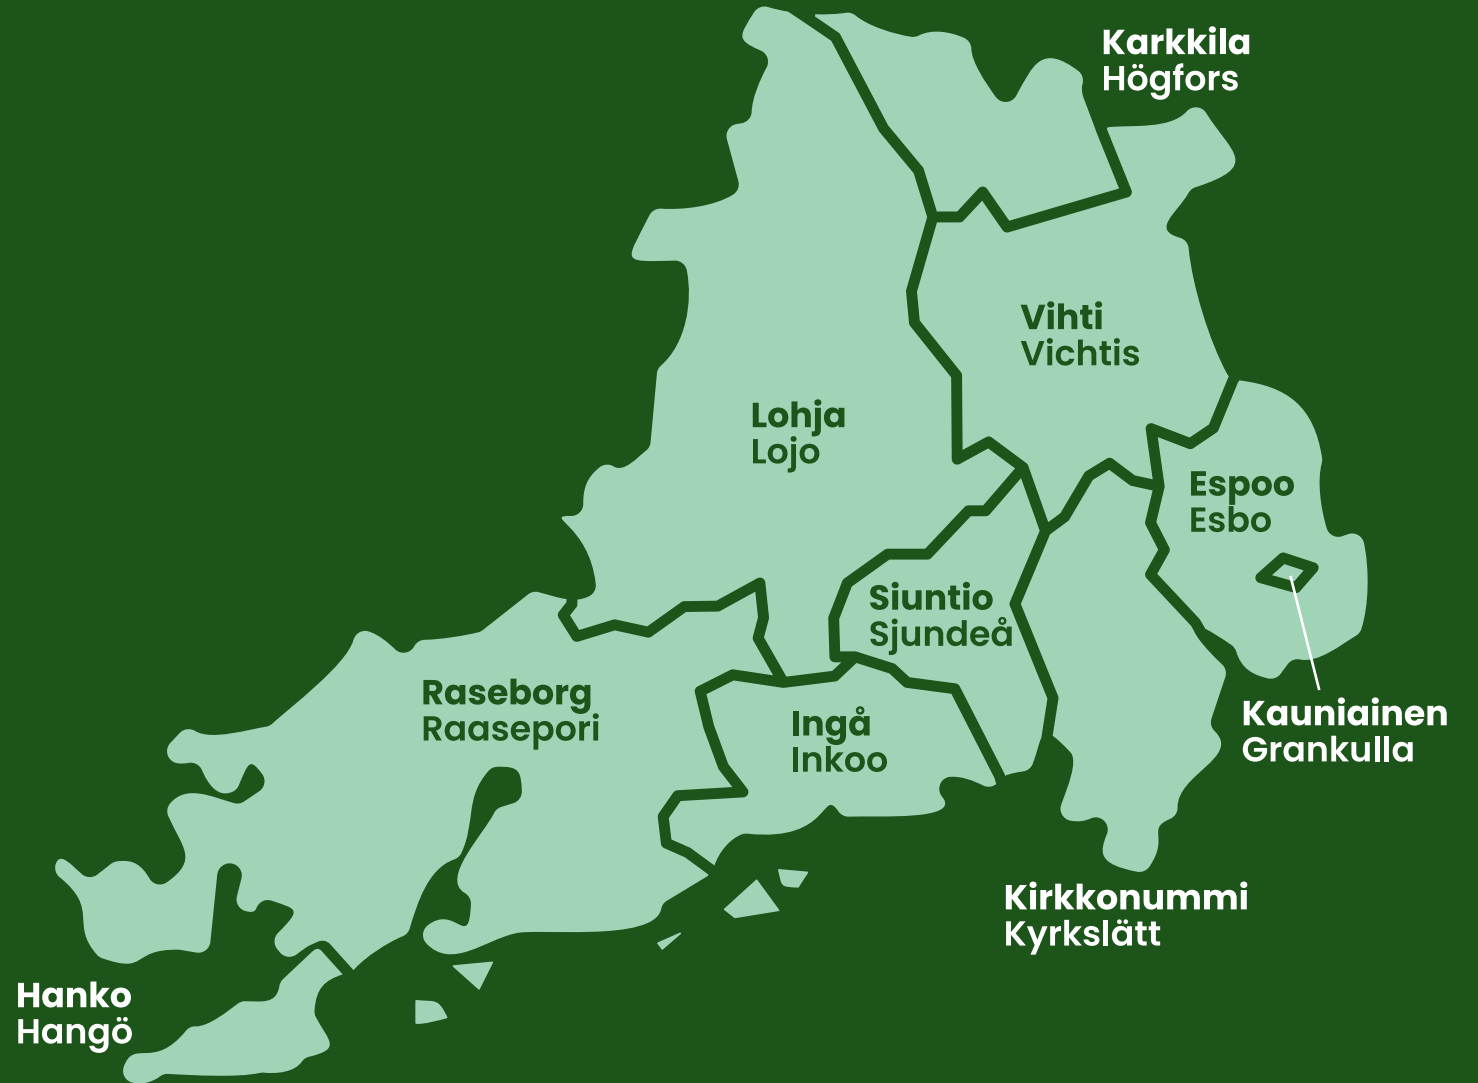 Karkkila
Högfors
Vihti
Vichtis
Lohja
Lojo
Espoo
Esbo
Siuntio
Sjundeå
Raseborg
Raasepori
Ingå
Inkoo
Kauniainen
Grankulla
Kirkkonummi
Kyrkslätt
Hanko
Hangö